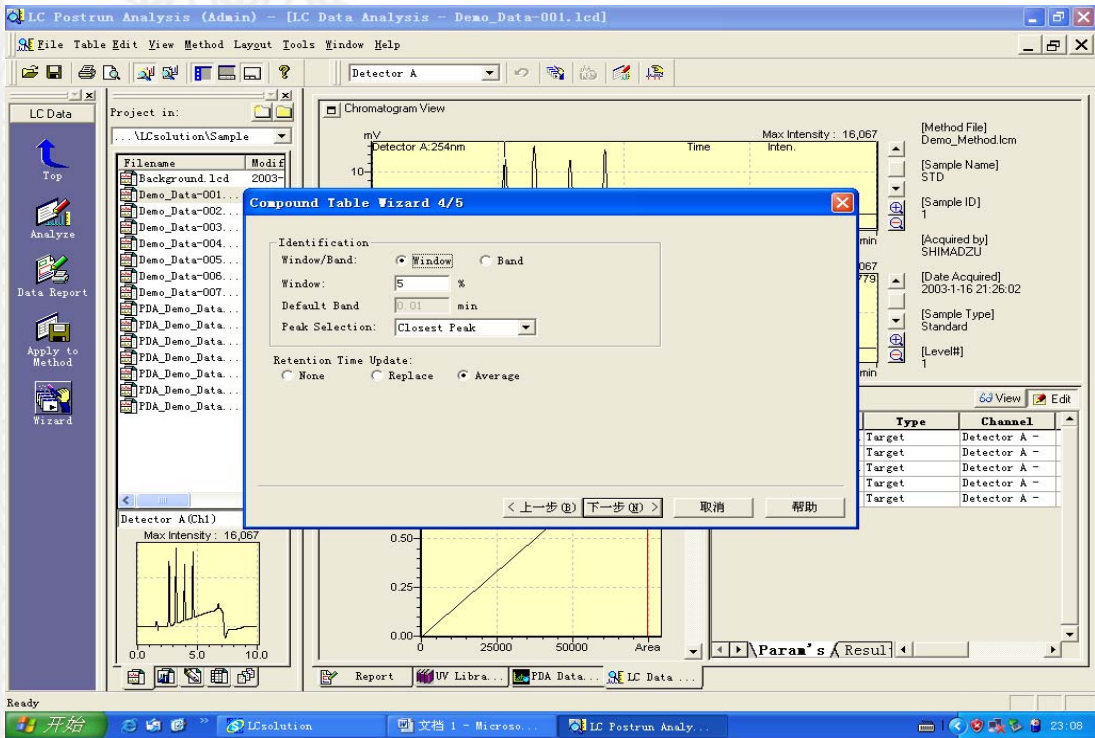 LC Postrun Analysis (Admin) - [LC Data Analysis - Demo_Data-001.lcd]
File Table Edit View Method Layout Tools Window Help
Detector A
LC Data
Top
Analyze
Data Report
Apply to
Method
Wizard
Project in:
...\LCsolution\Sample
Filename Modif
Background.lcd 2003-
Demo_Data-001...
Demo_Data-002...
Demo_Data-003...
Demo_Data-004...
Demo_Data-005...
Demo_Data-006...
Demo_Data-007...
PDA_Demo_Data...
PDA_Demo_Data...
PDA_Demo_Data...
PDA_Demo_Data...
PDA_Demo_Data...
PDA_Demo_Data...
PDA_Demo_Data...
Detector A(Ch1)
Max Intensity : 16,067
0.0 5.0 10.0
Chromatogram View
mV
Detector A:254nm
Max Intensity : 16,067
Time Inten.
10
min
067
779
min
[Method File]
Demo_Method.lcm
[Sample Name]
STD
[Sample ID]
1
[Acquired by]
SHIMADZU
[Date Acquired]
2003-1-16 21:26:02
[Sample Type]
Standard
[Level#]
1
Compound Table Wizard 4/5
Identification
Window/Band: Window Band
Window: 5 %
Default Band 0.01 min
Peak Selection: Closest Peak
Retention Time Update:
None Replace Average
< 上一步(B) 下一步(N) > 取消 帮助
View Edit
Type Channel
Target Detector A -
Target Detector A -
Target Detector A -
Target Detector A -
Target Detector A -
0.50
0.25
0.00
0 25000 50000 Area
Param's Resul
Report UV Libra... PDA Data... LC Data ...
Ready
开始 LCsolution 文档 1 - Microso... LC Postrun Analy... 23:08